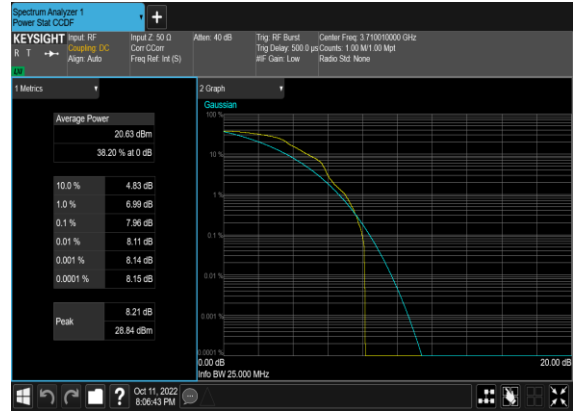 Spectrum Analyzer 1
Power Stat CCDF
+
KEYSIGHT
R T
LM
Input: RF
Coupling: DC
Align: Auto
Input Z: 50 Ω
Corr CCorr
Freq Ref: Int (S)
Atten: 40 dB
Trig: RF Burst
Trig Delay: 500.0 µs
#IF Gain: Low
Center Freq: 3.710010000 GHz
Counts: 1.00 M/1.00 Mpt
Radio Std: None
1 Metrics
Average Power
20.63 dBm
38.20 % at 0 dB
10.0 % 4.83 dB
1.0 % 6.99 dB
0.1 % 7.96 dB
0.01 % 8.11 dB
0.001 % 8.14 dB
0.0001 % 8.15 dB
Peak
8.21 dB
28.84 dBm
2 Graph
Gaussian
100 %
10 %
1 %
0.1 %
0.01 %
0.001 %
0.0001 %
0.00 dB
20.00 dB
Info BW 25.000 MHz
?
Oct 11, 2022
8:06:43 PM